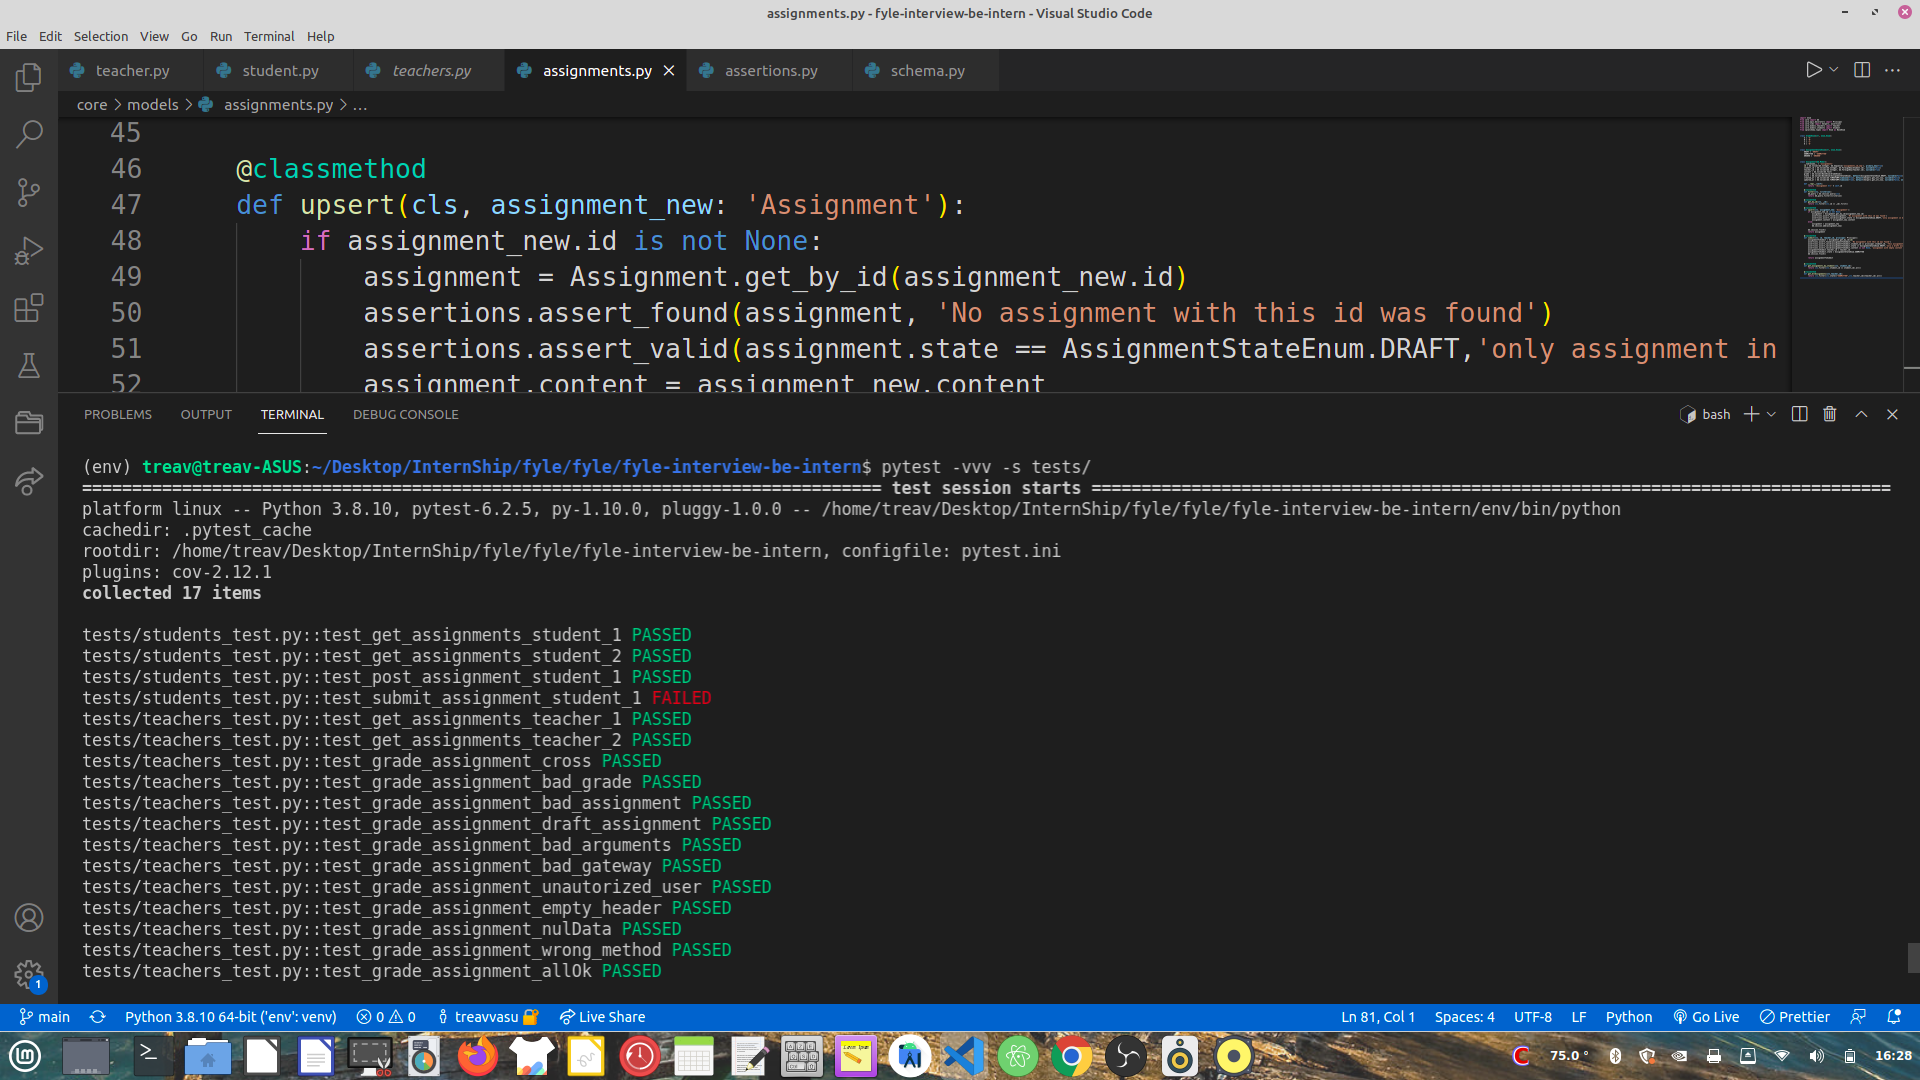 assignments.py - fyle-interview-be-intern - Visual Studio Code
File Edit Selection View Go Run Terminal Help
teacher.py student.py teachers.py assignments.py assertions.py schema.py
core > models > assignments.py > ...
45
46 @classmethod
47 def upsert(cls, assignment_new: 'Assignment'):
48 if assignment_new.id is not None:
49 assignment = Assignment.get_by_id(assignment_new.id)
50 assertions.assert_found(assignment, 'No assignment with this id was found')
51 assertions.assert_valid(assignment.state == AssignmentStateEnum.DRAFT,'only assignment in
52 assignment.content = assignment_new.content
PROBLEMS OUTPUT TERMINAL DEBUG CONSOLE
bash
(env) treav@treav-ASUS:~/Desktop/InternShip/fyle/fyle/fyle-interview-be-intern$ pytest -vvv -s tests/
================================================================================ test session starts ================================================================================
platform linux -- Python 3.8.10, pytest-6.2.5, py-1.10.0, pluggy-1.0.0 -- /home/treav/Desktop/InternShip/fyle/fyle/fyle-interview-be-intern/env/bin/python
cachedir: .pytest_cache
rootdir: /home/treav/Desktop/InternShip/fyle/fyle/fyle-interview-be-intern, configfile: pytest.ini
plugins: cov-2.12.1
collected 17 items
tests/students_test.py::test_get_assignments_student_1 PASSED
tests/students_test.py::test_get_assignments_student_2 PASSED
tests/students_test.py::test_post_assignment_student_1 PASSED
tests/students_test.py::test_submit_assignment_student_1 FAILED
tests/teachers_test.py::test_get_assignments_teacher_1 PASSED
tests/teachers_test.py::test_get_assignments_teacher_2 PASSED
tests/teachers_test.py::test_grade_assignment_cross PASSED
tests/teachers_test.py::test_grade_assignment_bad_grade PASSED
tests/teachers_test.py::test_grade_assignment_bad_assignment PASSED
tests/teachers_test.py::test_grade_assignment_draft_assignment PASSED
tests/teachers_test.py::test_grade_assignment_bad_arguments PASSED
tests/teachers_test.py::test_grade_assignment_bad_gateway PASSED
tests/teachers_test.py::test_grade_assignment_unautorized_user PASSED
tests/teachers_test.py::test_grade_assignment_empty_header PASSED
tests/teachers_test.py::test_grade_assignment_nulData PASSED
tests/teachers_test.py::test_grade_assignment_wrong_method PASSED
tests/teachers_test.py::test_grade_assignment_allOk PASSED
1
main Python 3.8.10 64-bit ('env': venv) 0 0 treavvasu Live Share Ln 81, Col 1 Spaces: 4 UTF-8 LF Python Go Live Prettier
75.0 ° 16:28